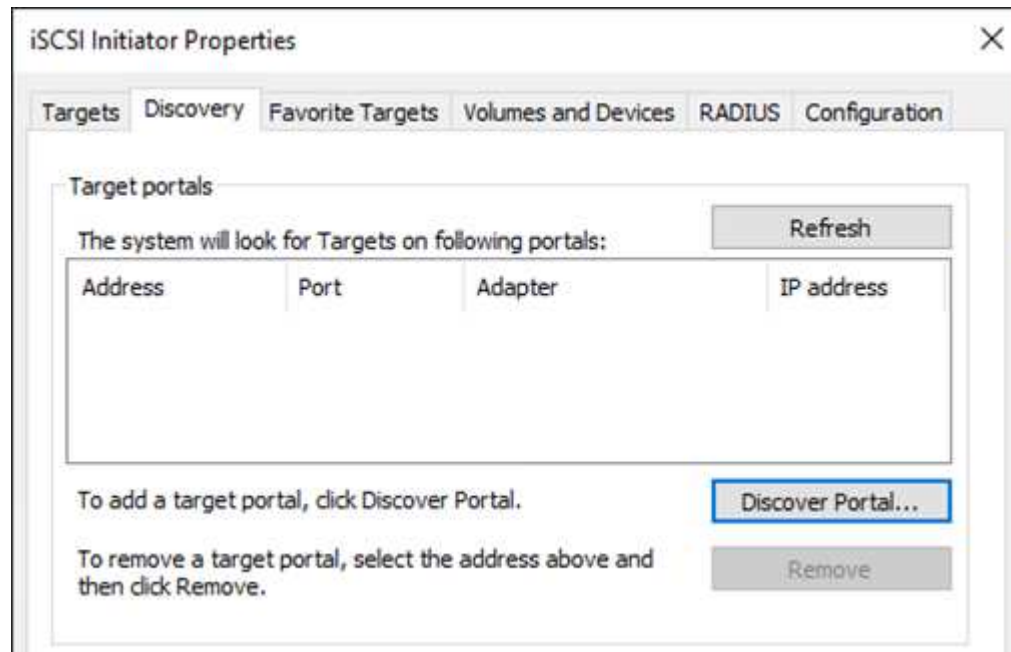 iSCSI Initiator Properties
Targets Discovery Favorite Targets Volumes and Devices RADIUS Configuration
Target portals
The system will look for Targets on following portals:
Refresh
Address Port Adapter IP address
To add a target portal, click Discover Portal.
Discover Portal...
To remove a target portal, select the address above and
then click Remove.
Remove